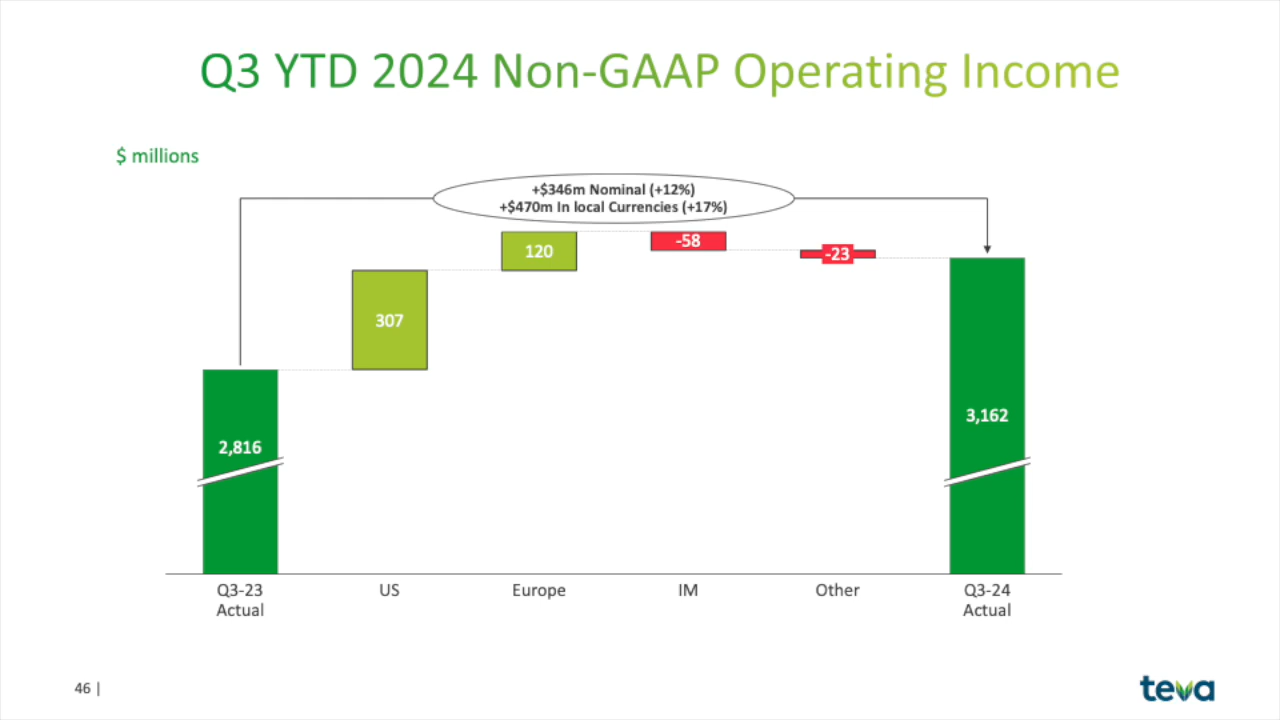 Q3 YTD 2024 Non-GAAP Operating Income
$ millions
+$346m Nominal (+12%)
+$470m In local Currencies (+17%)
120
-58
-23
307
3,162
2,816
Q3-23
Actual
US
Europe
IM
Other
Q3-24
Actual
46 |
teva